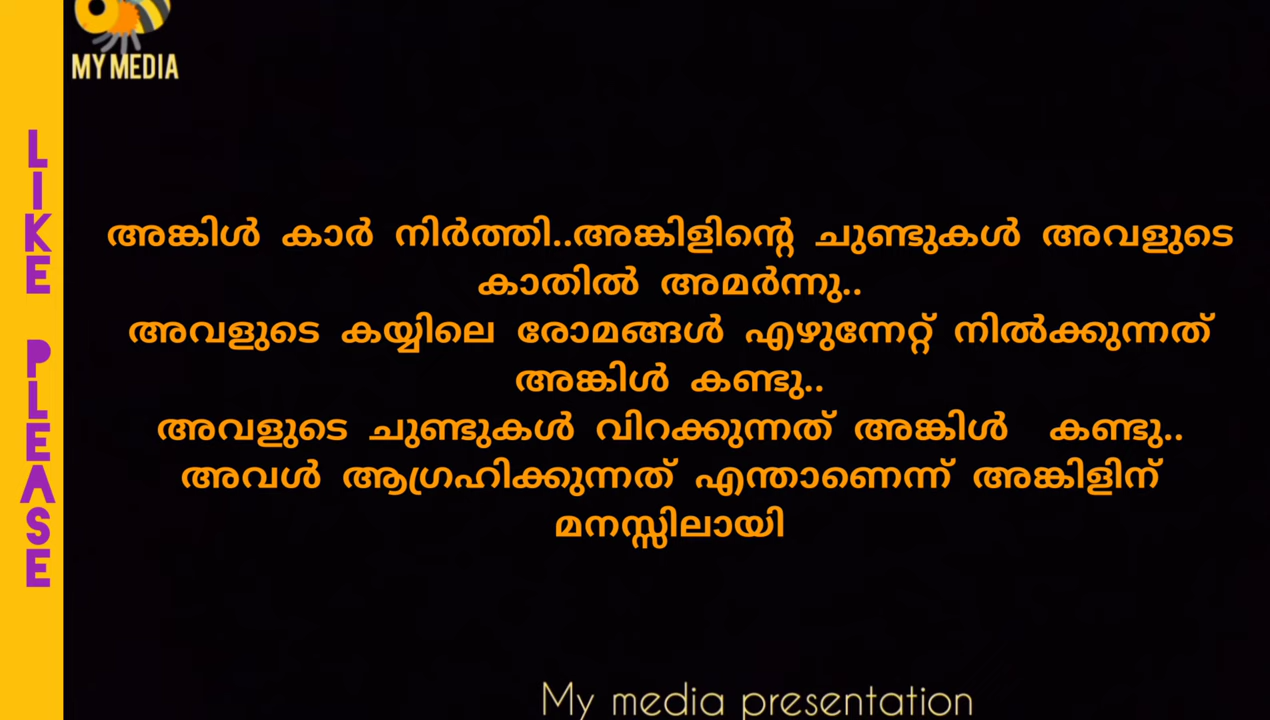 MY MEDIA
LIKE PLEASE
അങ്കിൾ കാർ നിർത്തി..അങ്കിളിന്റെ ചുണ്ടുകൾ അവളുടെ
കാതിൽ അമർന്നു..
അവളുടെ കയ്യിലെ രോമങ്ങൾ എഴുന്നേറ്റ് നിൽക്കുന്നത്
അങ്കിൾ കണ്ടു..
അവളുടെ ചുണ്ടുകൾ വിറക്കുന്നത് അങ്കിൾ കണ്ടു..
അവൾ ആഗ്രഹിക്കുന്നത് എന്താണെന്ന് അങ്കിളിന്
മനസ്സിലായി
My media presentation